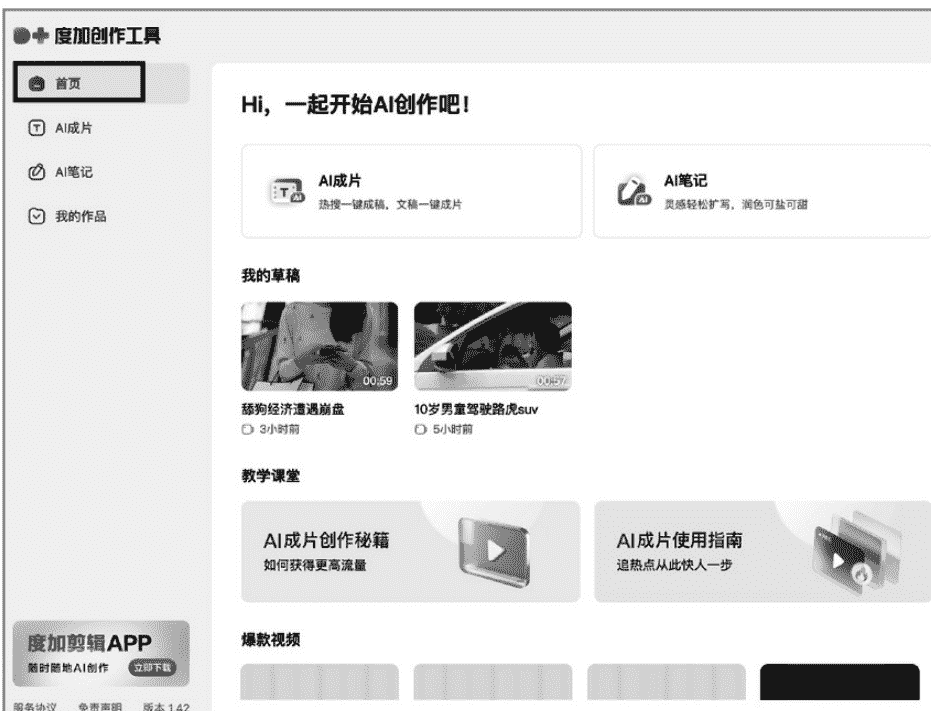 度加创作工具
首页
AI成片
AI笔记
我的作品
Hi，一起开始AI创作吧！
AI成片
热搜一键成稿，文稿一键成片
AI笔记
灵感轻松扩写，润色可盐可甜
我的草稿
00:59
00:57
舔狗经济遭遇崩盘
10岁男童驾驶路虎suv
3小时前
5小时前
教学课堂
AI成片创作秘籍
如何获得更高流量
AI成片使用指南
追热点从此快人一步
爆款视频
度加剪辑APP
随时随地AI创作
立即下载
服务协议 免责声明 版本 1.42